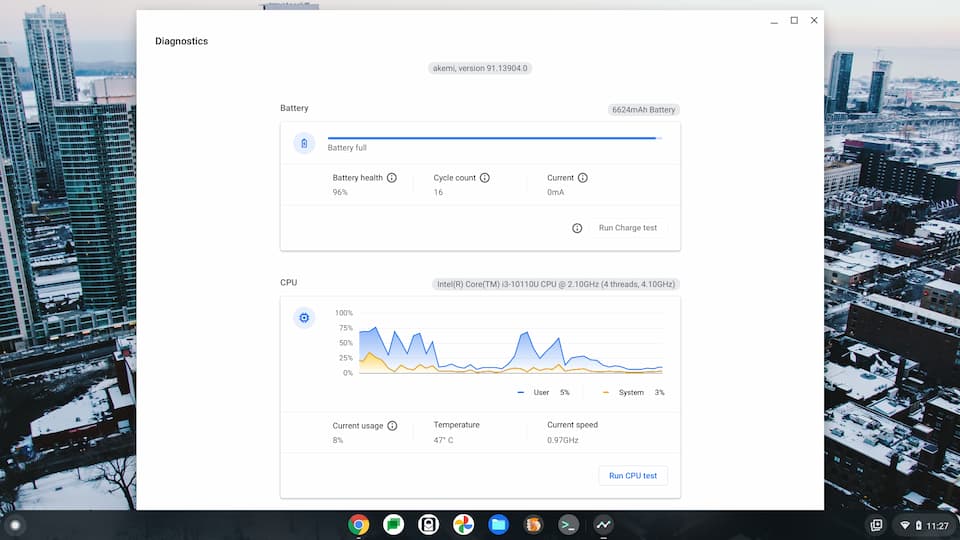 Diagnostics
akemi, version 91.13904.0
Battery
6624mAh Battery
Battery full
Battery health
Cycle count
Current
96%
16
0mA
Run Charge test
CPU
Intel(R) Core(TM) i3-10110U CPU @ 2.10GHz (4 threads, 4.10GHz)
100%
75%
50%
25%
0%
User 5% System 3%
Current usage
Temperature
Current speed
8%
47° C
0.97GHz
Run CPU test
11:27